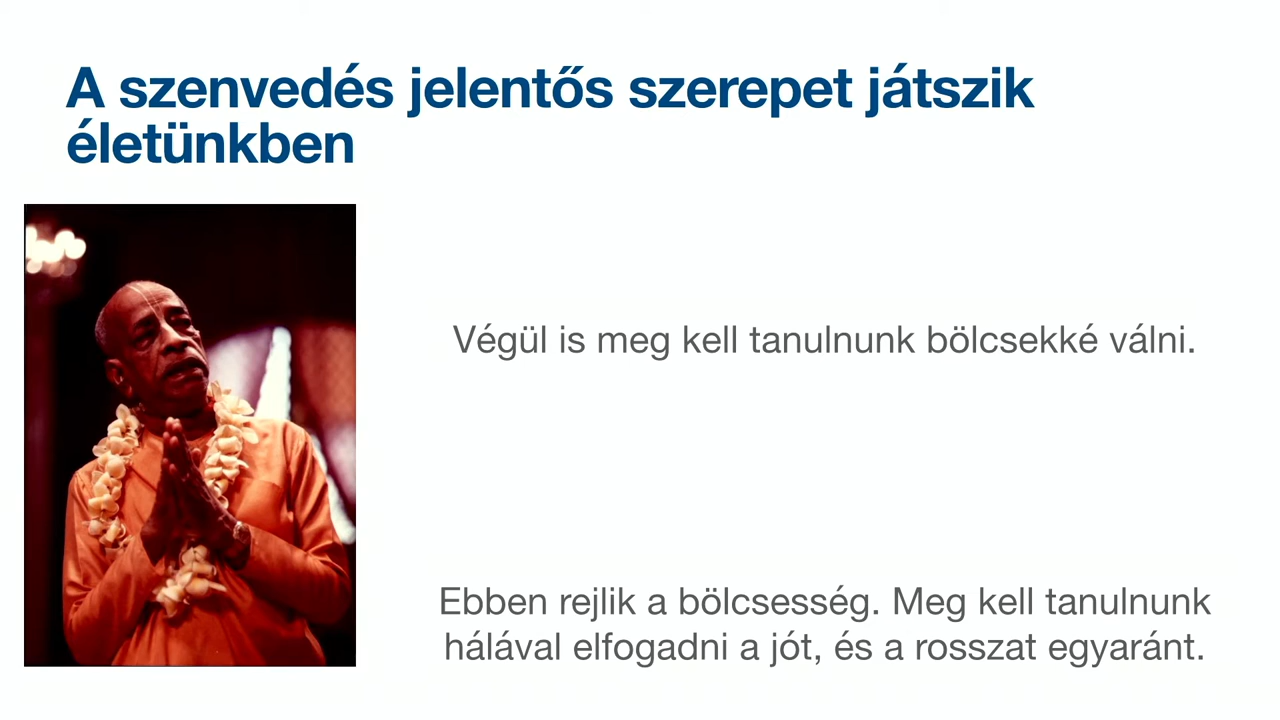 A szenvedés jelentős szerepet játszik
életünkben
Végül is meg kell tanulnunk bölcsekké válni.
Ebben rejlik a bölcsesség. Meg kell tanulnunk
hálával elfogadni a jót, és a rosszat egyaránt.